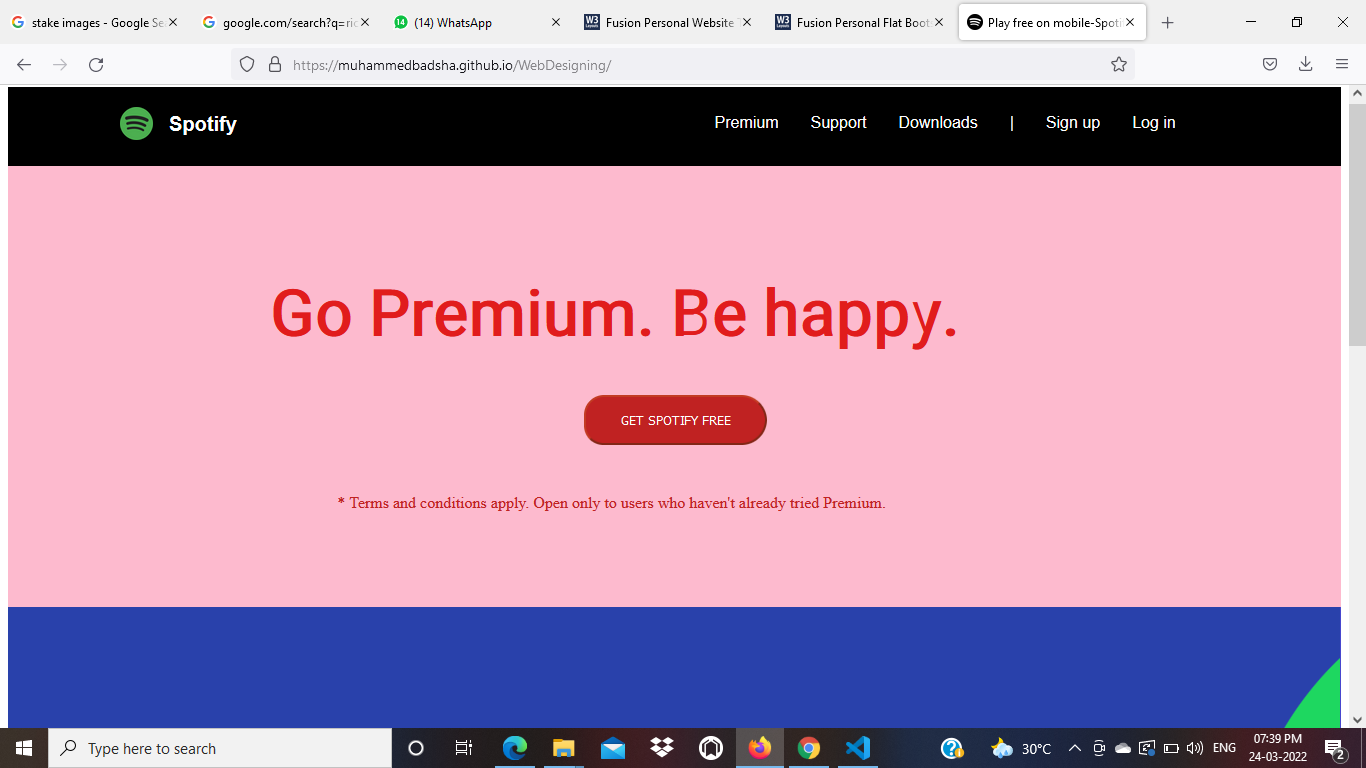 stake images - Google Se
google.com/search?q=ric
(14) WhatsApp
Fusion Personal Website
Fusion Personal Flat Boots
Play free on mobile-Spotif
https://muhammedbadsha.github.io/WebDesigning/
Spotify
Premium Support Downloads | Sign up Log in
Go Premium. Be happy.
GET SPOTIFY FREE
* Terms and conditions apply. Open only to users who haven't already tried Premium.
Type here to search
30°C
ENG
07:39 PM
24-03-2022
2